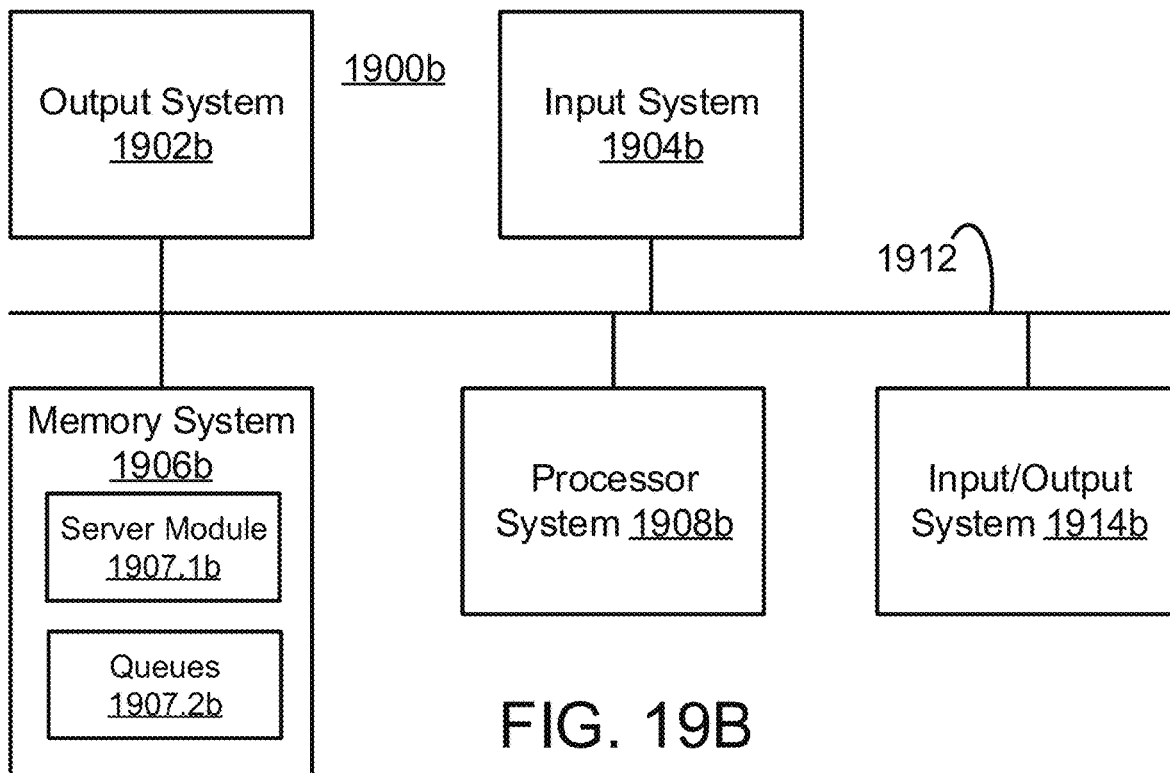 Output System
1902b
1900b
Input System
1904b
1912
Memory System
1906b
Server Module
1907.1b
Queues
1907.2b
Processor
System 1908b
Input/Output
System 1914b
FIG. 19B